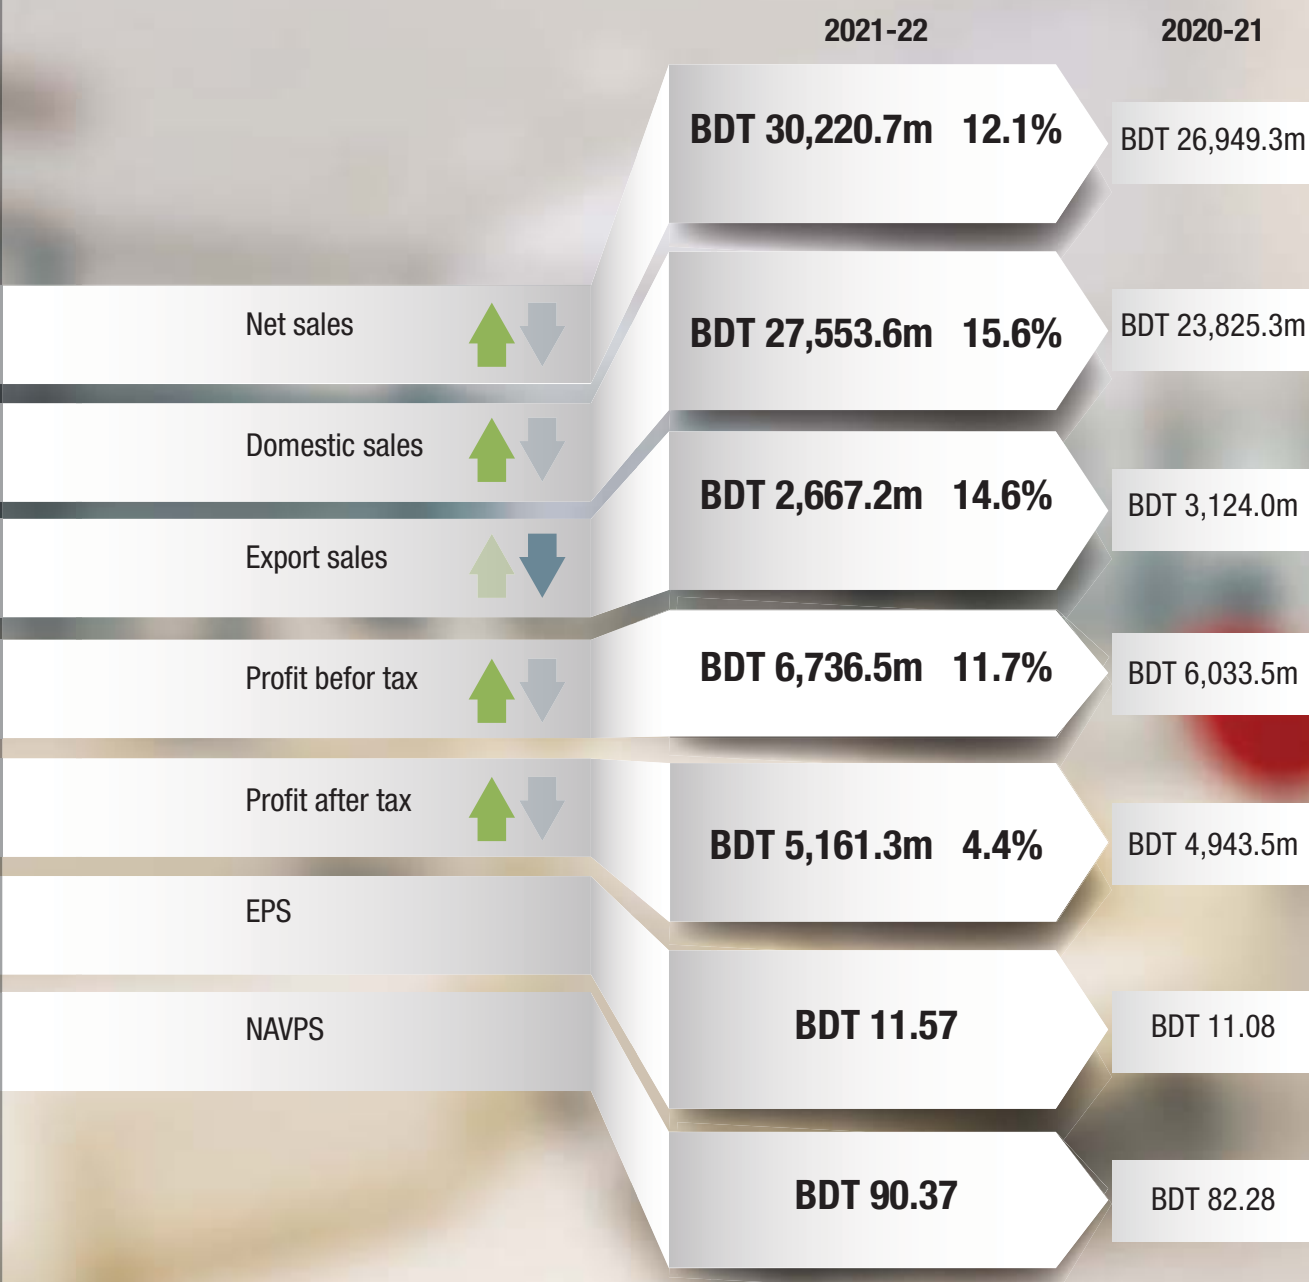 2021-22 2020-21
Net sales BDT 30,220.7m 12.1% BDT 26,949.3m
Domestic sales BDT 27,553.6m 15.6% BDT 23,825.3m
Export sales BDT 2,667.2m 14.6% BDT 3,124.0m
Profit befor tax BDT 6,736.5m 11.7% BDT 6,033.5m
Profit after tax BDT 5,161.3m 4.4% BDT 4,943.5m
EPS BDT 11.57 BDT 11.08
NAVPS BDT 90.37 BDT 82.28